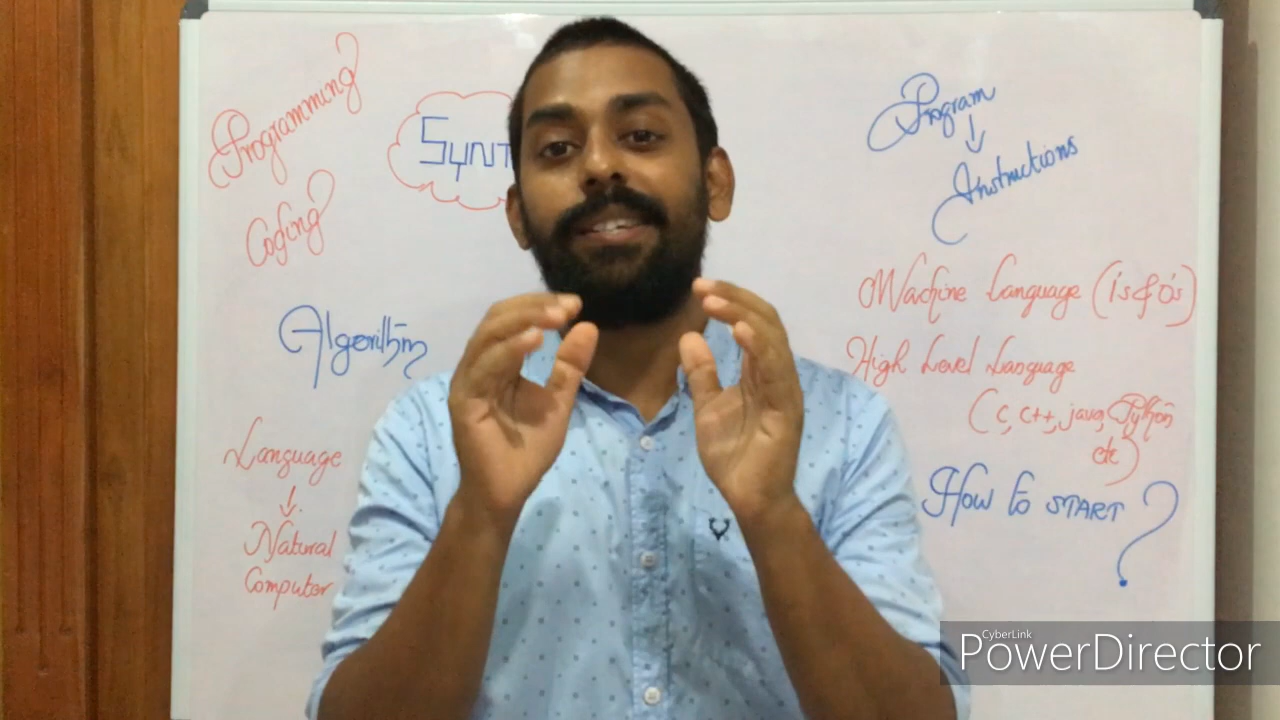 Programming?
Coding?
Synt
Algorithm
Language
↓
Natural
Computer
Program
↓
Instructions
Machine Language (1's & 0's)
High Level Language
(C, C++, java, Python
etc)
How to START?
CyberLink
PowerDirector